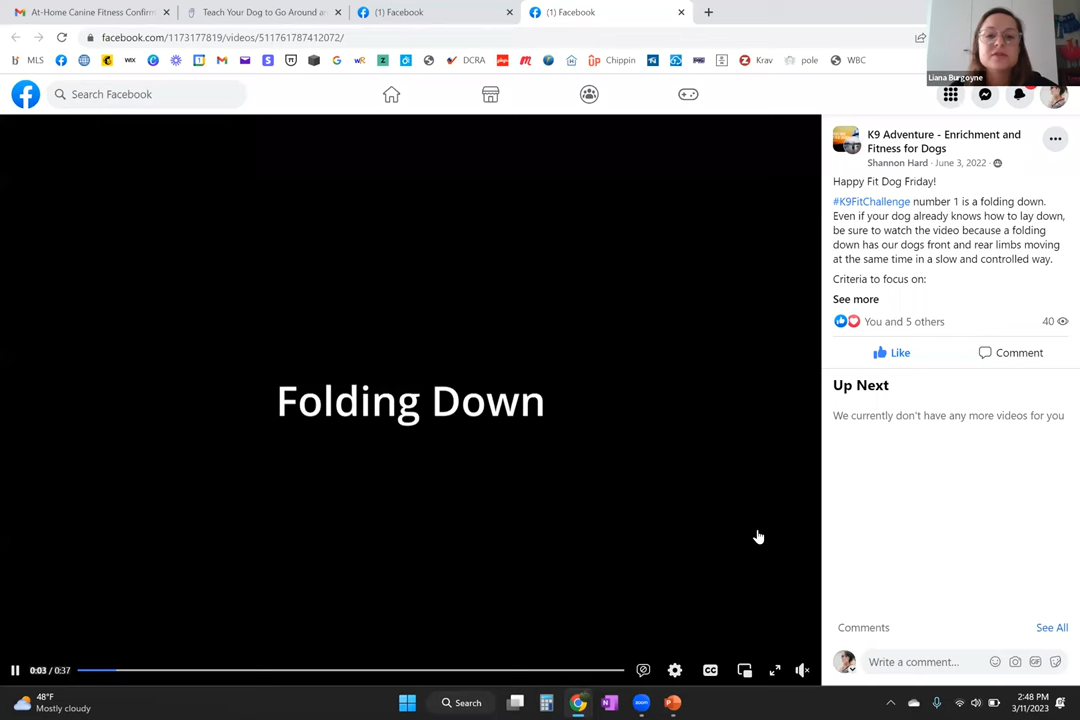 At-Home Canine Fitness Confirm
Teach Your Dog to Go Around an
(1) Facebook
(1) Facebook
facebook.com/1173177819/videos/511761787412072/
MLS
WIX
DCRA
Chippin
Krav
pole
WBC
Liana Burgoyne
Search Facebook
K9 Adventure - Enrichment and
Fitness for Dogs
Shannon Hard · June 3, 2022 ·
Happy Fit Dog Friday!
#K9FitChallenge number 1 is a folding down.
Even if your dog already knows how to lay down,
be sure to watch the video because a folding
down has our dogs front and rear limbs moving
at the same time in a slow and controlled way.
Criteria to focus on:
See more
You and 5 others
40
Like
Comment
Folding Down
Up Next
We currently don't have any more videos for you
Comments
See All
Write a comment...
GIF
0:03 / 0:37
CC
48°F
Mostly cloudy
Search
zoom
2:48 PM
3/11/2023